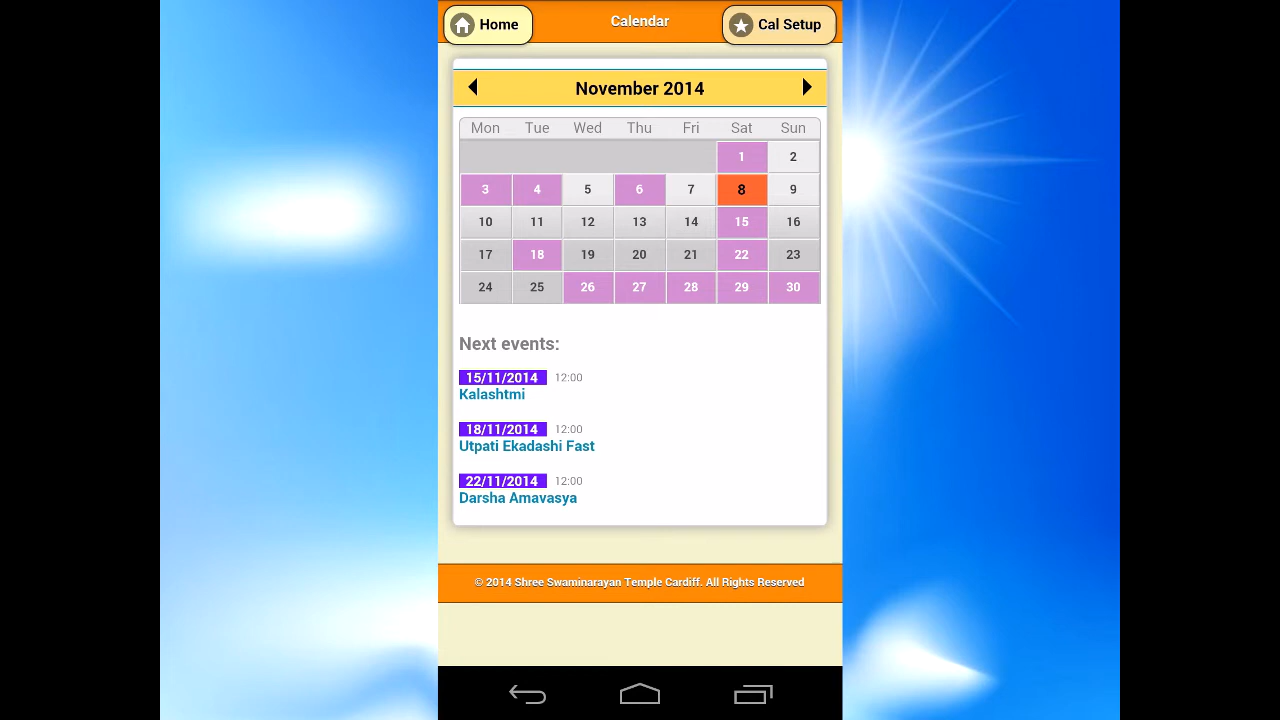 Home
Calendar
Cal Setup
November 2014
Mon Tue Wed Thu Fri Sat Sun
1 2
3 4 5 6 7 8 9
10 11 12 13 14 15 16
17 18 19 20 21 22 23
24 25 26 27 28 29 30
Next events:
15/11/2014 12:00
Kalashtmi
18/11/2014 12:00
Utpati Ekadashi Fast
22/11/2014 12:00
Darsha Amavasya
© 2014 Shree Swaminarayan Temple Cardiff. All Rights Reserved